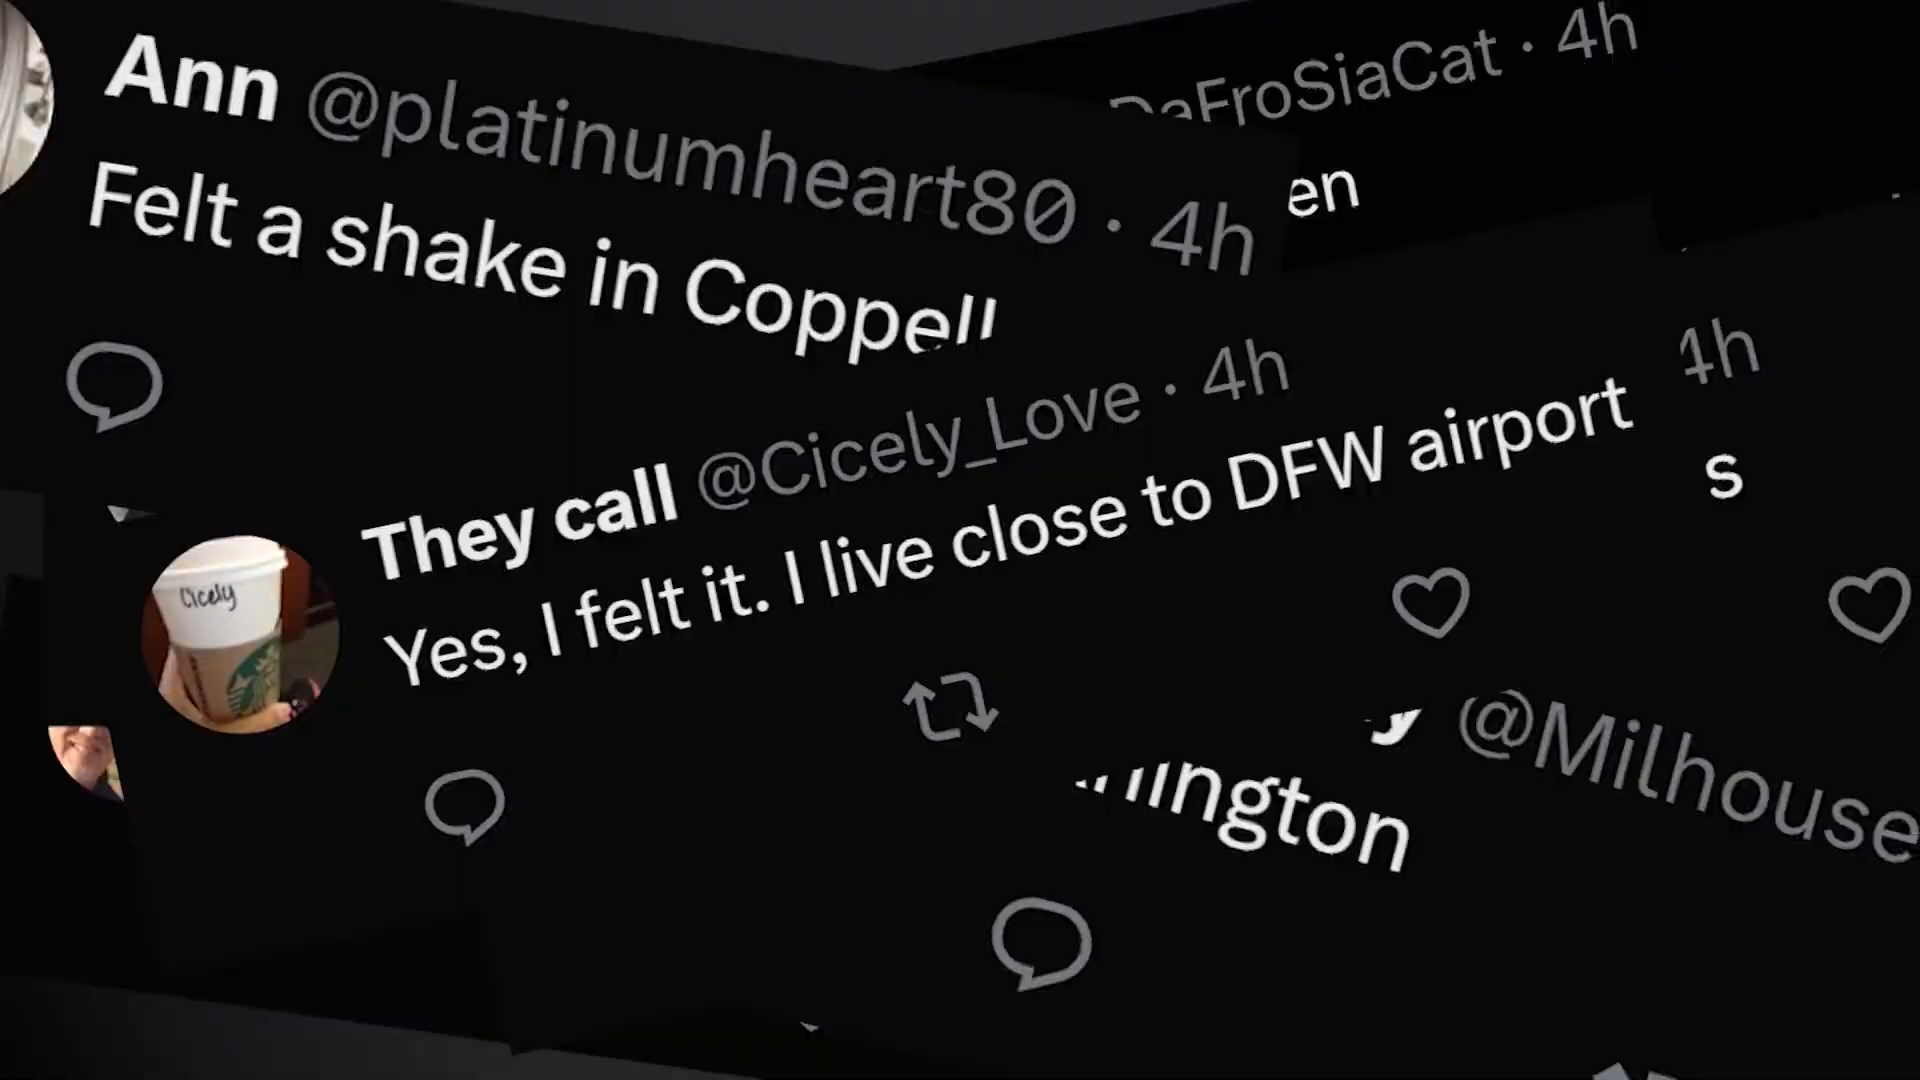 Ann @platinumheart80 · 4h
Felt a shake in Coppell
DaFroSiaCat · 4h
en
They call @Cicely_Love · 4h
Yes, I felt it. I live close to DFW airport
Cicely
4h
s
y @Milhouse
ington